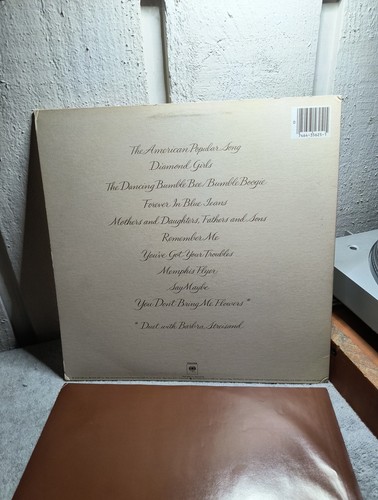 The American Popular Song
Diamond Girls
The Dancing Bumble Bee/Bumble Boogie
Forever In Blue Jeans
Mothers and Daughters, Fathers and Sons
Remember Me
You've Got Your Troubles
Memphis Flyer
Say Maybe
You Don't Bring Me Flowers *
* Duet with Barbra Streisand